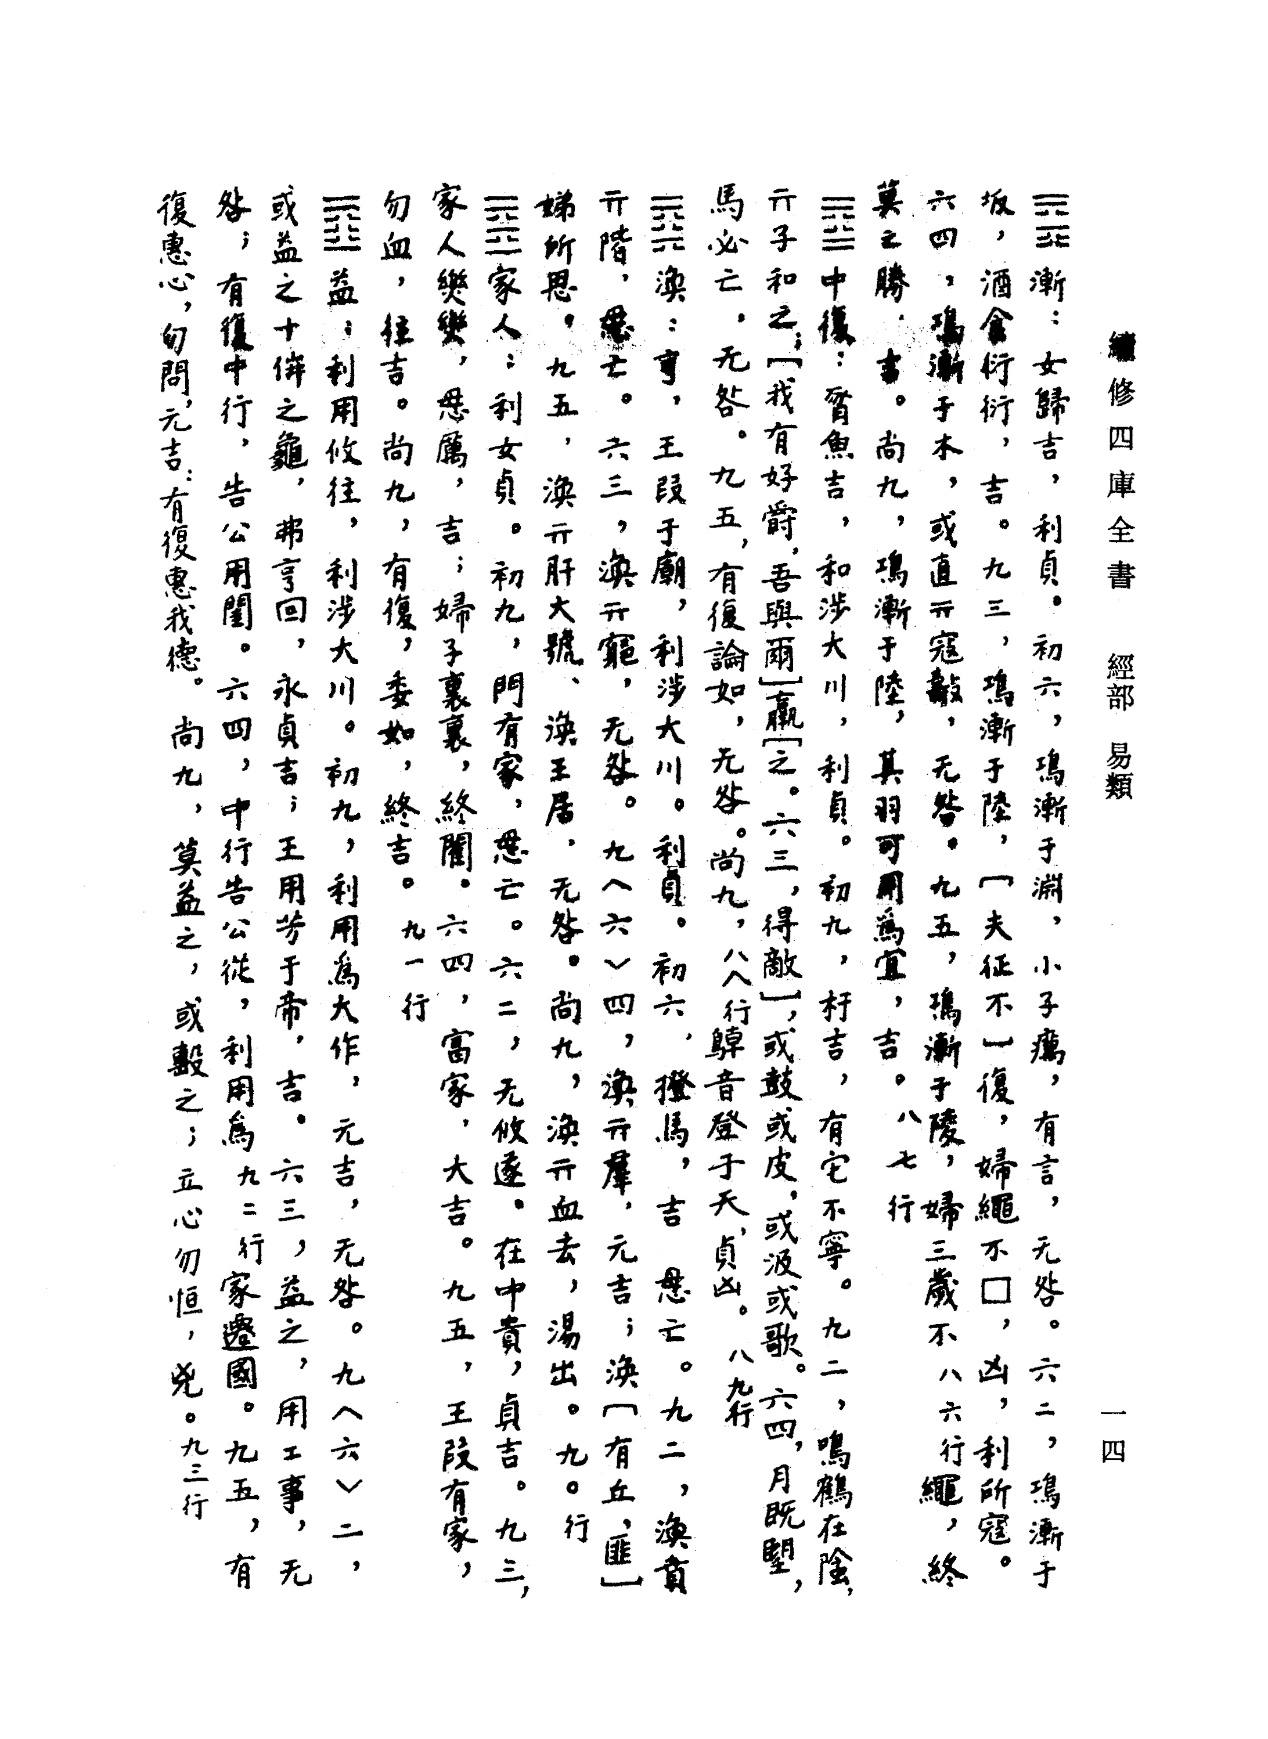 續修四庫全書 經部 易類
一四
漸：女歸吉，利貞。初六，鳿漸于淵，小子癘，有言，无咎。六二，鳿漸于
坂，酒食衍衍，吉。九三，鳿漸于陸，〔夫征不〕復，婦繩不□，凶，利所寇。
六四，鳿漸于木，或直亓寇，无咎。九五，鳿漸于陵，婦三歲不八六行繩，終
莫之勝，吉。尚九，鳿漸于陸，其羽可用為宜，吉。八七行
中復：豚魚吉，和涉大川，利貞。初九，杅吉，有它不寧。九二，鳴鶴在陰，
亓子和之；〔我有好爵，吾與爾〕羸〔之。六三，得敵〕，或鼓或皮，或汲或歌。六四，月既朢，
馬必亡，无咎。九五，有復論如，无咎。尚九，八八行鶾音登于天，貞凶。八九行
渙：亨，王叚于廟，利涉大川。利貞。初六，撜馬，吉 悬亡。九二，渙賁
亓階，悬亡。六三，渙亓躳，无咎。九〈六〉四，渙亓羣，元吉；渙〔有丘，匪〕
娣所思。九五，渙亓肝大號、渙王居，无咎。尚九，渙亓血去，湯出。九〇行
家人：利女貞。初九，門有家，悬亡。六二，无攸遂。在中貴，貞吉。九三，
家人樂樂，悬厲，吉；婦子裏裏，終閵。六四，富家，大吉。九五，王叚有家，
勿血，往吉。尚九，有復，委如，終吉。九一行
益：利用攸往，利涉大川。初九，利用為大作，元吉，无咎。九〈六〉二，
或益之十倗之龜，弗亨回，永貞吉；王用芳于帝，吉。六三，益之，用工事，无
咎；有復中行，告公用閨。六四，中行告公從，利用為九二行家遷國。九五，有
復惠心，勿問，元吉；有復惠我德。尚九，莫益之，或毄之；立心勿恒，兇。九三行